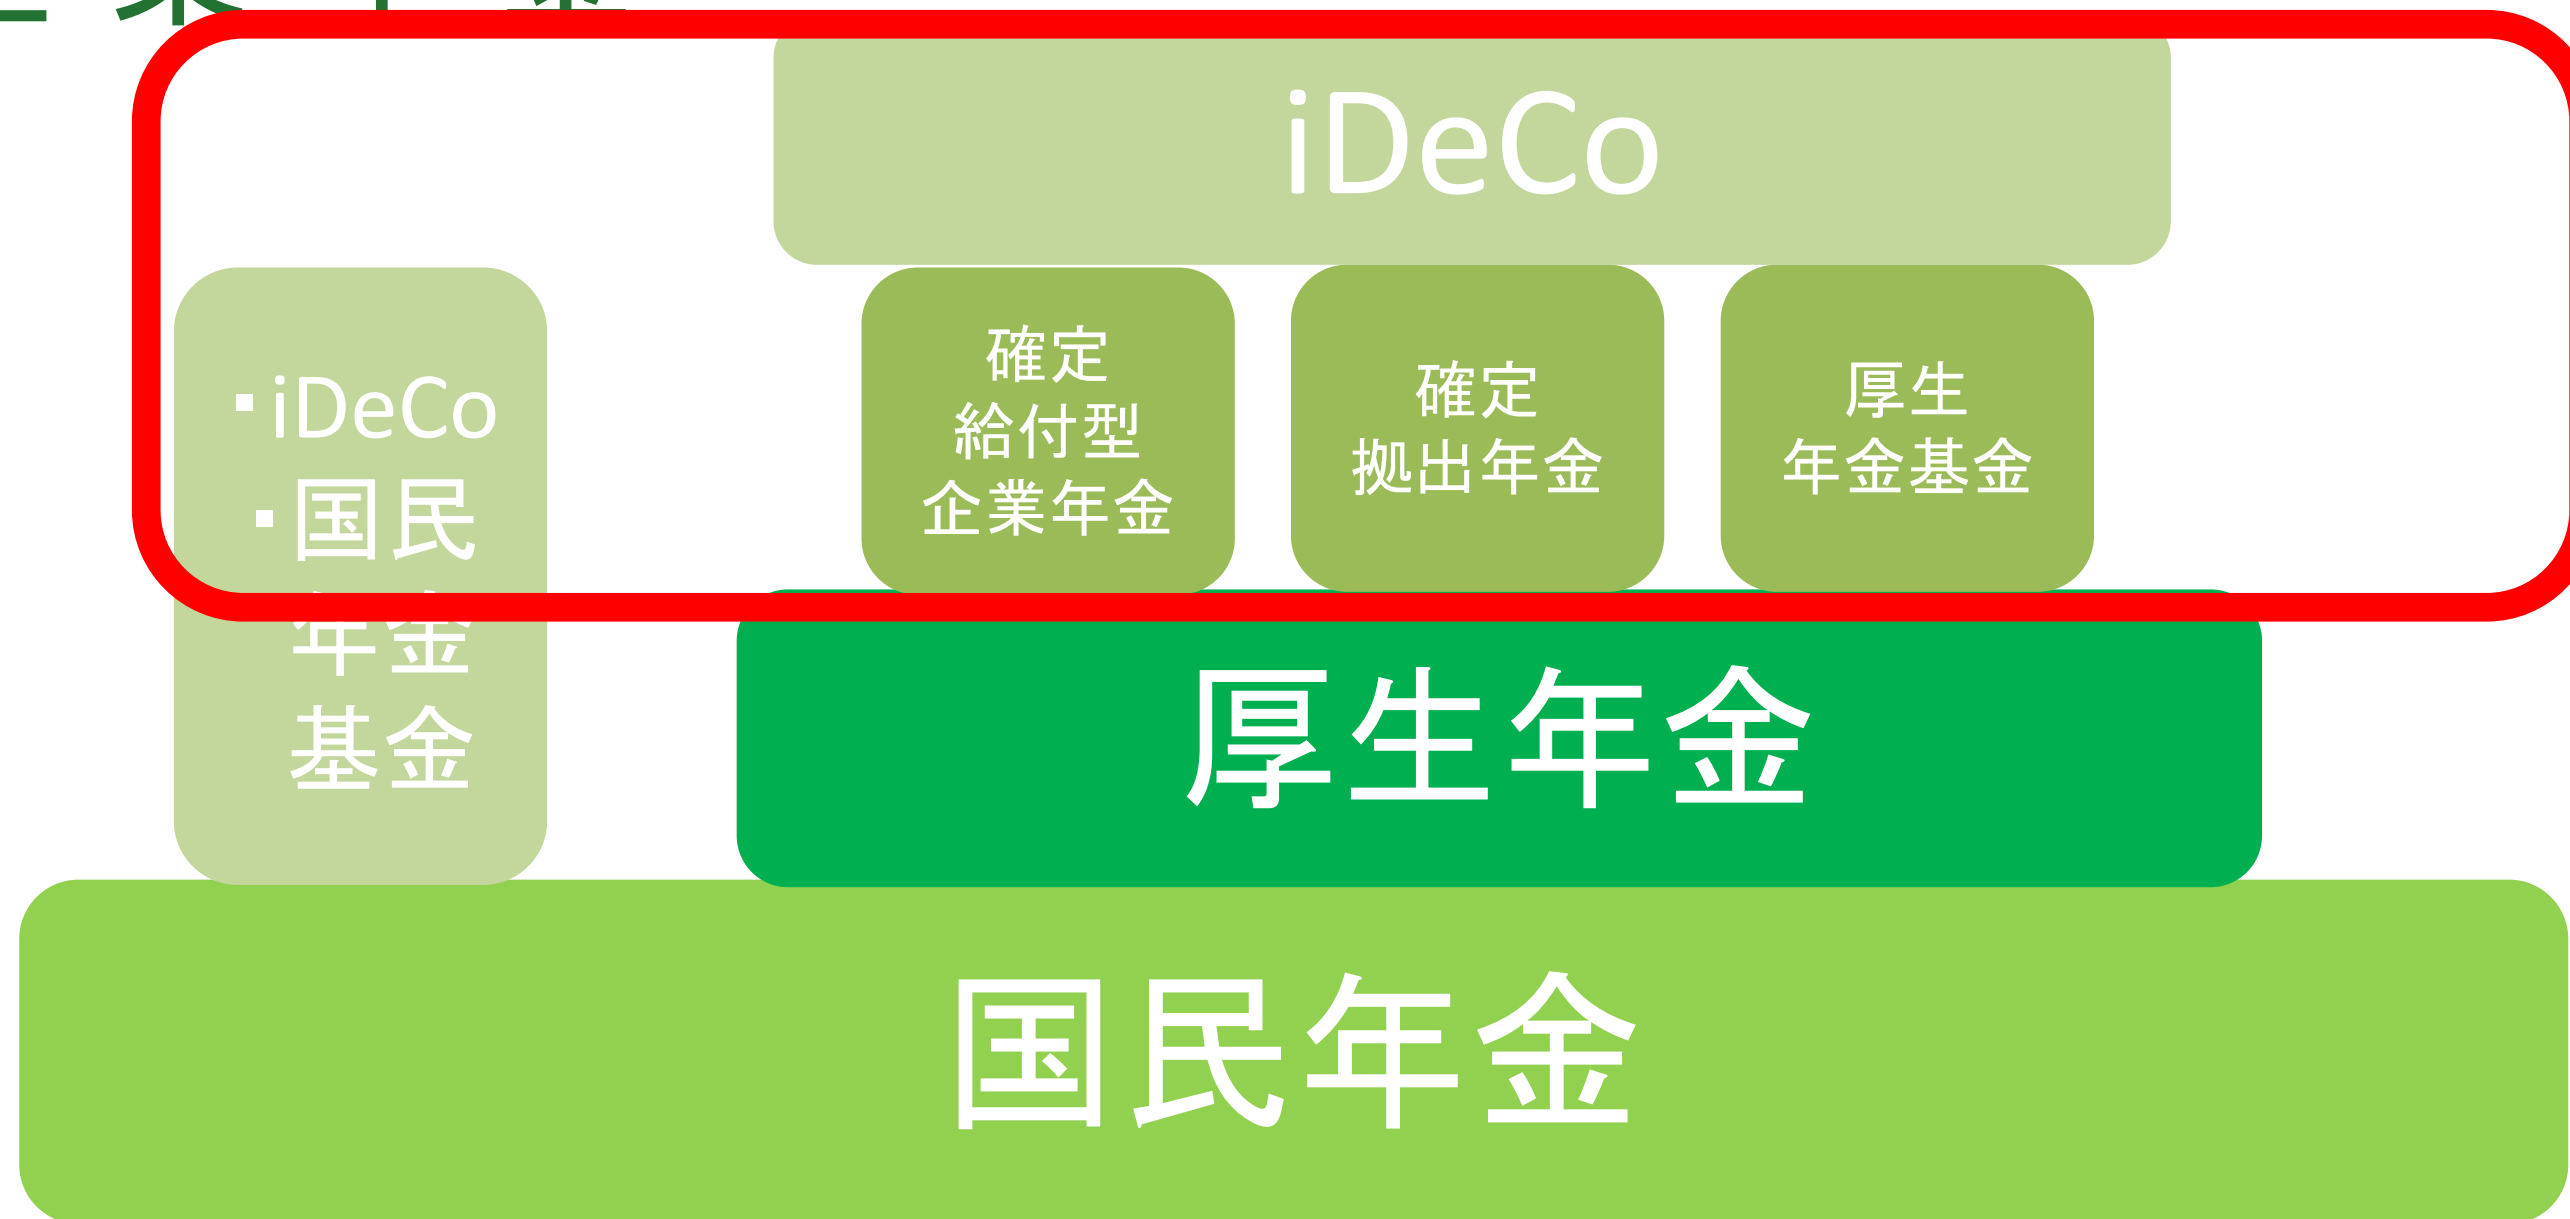 iDeCo
▪iDeCo
▪国民
年金
基金
確定
給付型
企業年金
確定
拠出年金
厚生
年金基金
厚生年金
国民年金